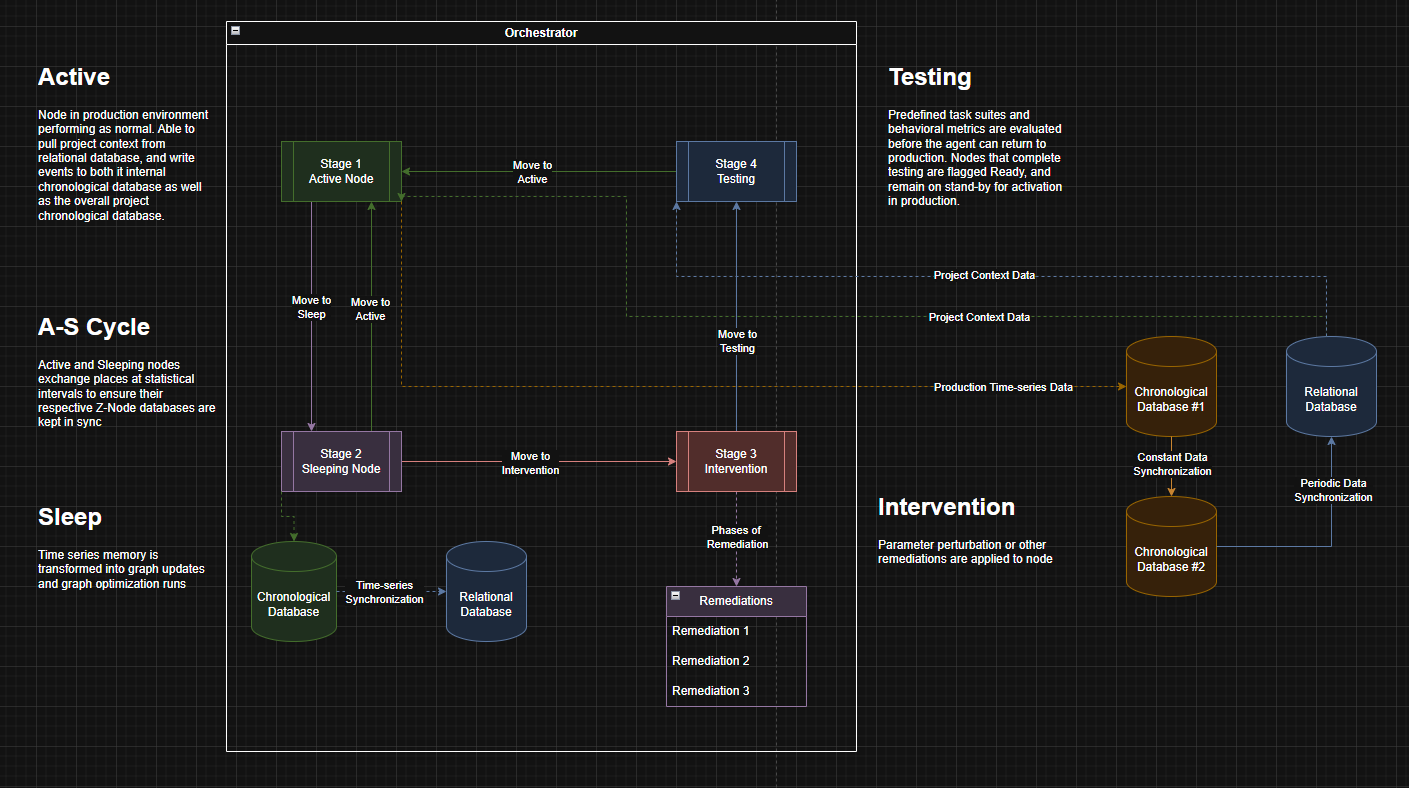 Orchestrator
Active
Node in production environment
performing as normal. Able to
pull project context from
relational database, and write
events to both it internal
chronological database as well
as the overall project
chronological database.
Stage 1
Active Node
Move to
Active
Stage 4
Testing
Testing
Predefined task suites and
behavioral metrics are evaluated
before the agent can return to
production. Nodes that complete
testing are flagged Ready, and
remain on stand-by for activation
in production.
Move to
Sleep
Move to
Active
Move to
Testing
Project Context Data
Project Context Data
Production Time-series Data
A-S Cycle
Active and Sleeping nodes
exchange places at statistical
intervals to ensure their
respective Z-Node databases are
kept in sync
Chronological
Database #1
Relational
Database
Stage 2
Sleeping Node
Move to
Intervention
Stage 3
Intervention
Constant Data
Synchronization
Periodic Data
Synchronization
Sleep
Time series memory is
transformed into graph updates
and graph optimization runs
Chronological
Database
Time-series
Synchronization
Relational
Database
Phases of
Remediation
Remediations
Remediation 1
Remediation 2
Remediation 3
Intervention
Parameter perturbation or other
remediations are applied to node
Chronological
Database #2